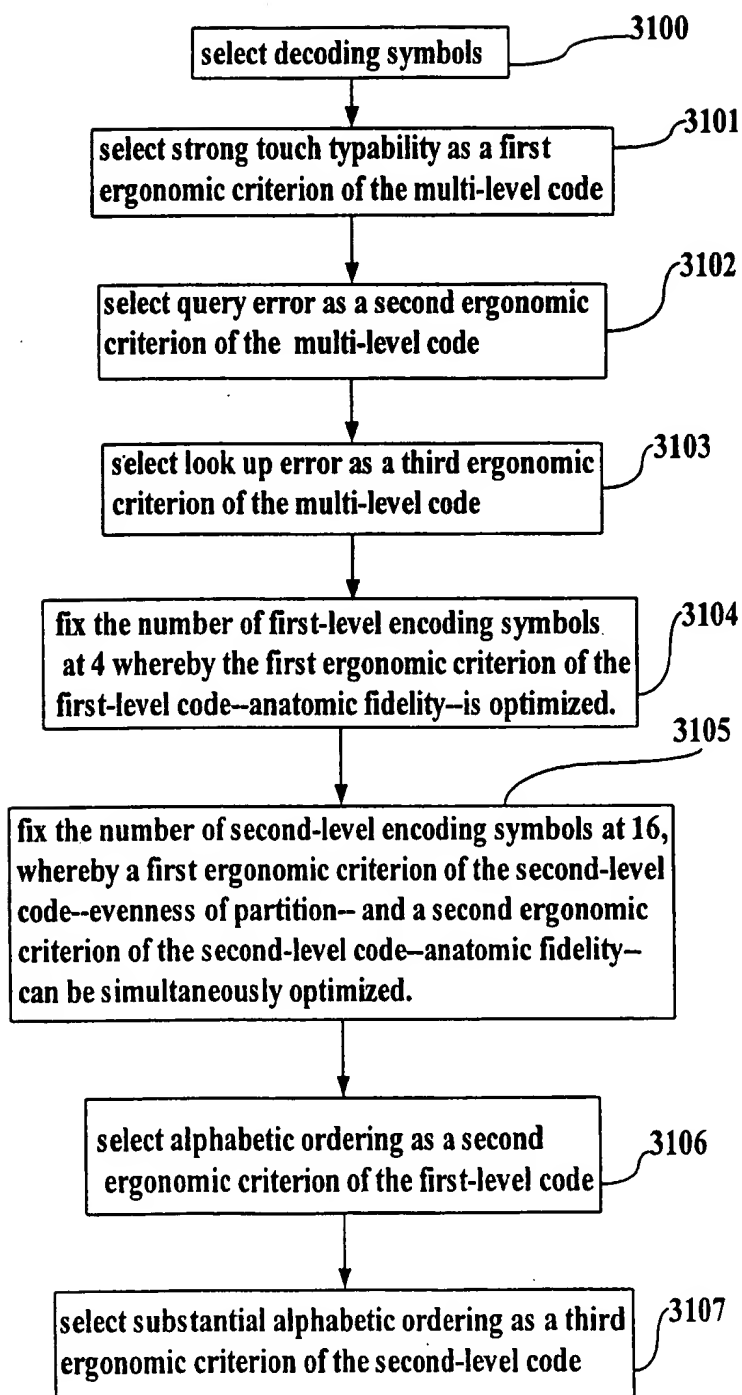 3100
select decoding symbols
3101
select strong touch typability as a first
ergonomic criterion of the multi-level code
3102
select query error as a second ergonomic
criterion of the multi-level code
3103
select look up error as a third ergonomic
criterion of the multi-level code
3104
fix the number of first-level encoding symbols
at 4 whereby the first ergonomic criterion of the
first-level code--anatomic fidelity--is optimized.
3105
fix the number of second-level encoding symbols at 16,
whereby a first ergonomic criterion of the second-level
code--evenness of partition-- and a second ergonomic
criterion of the second-level code--anatomic fidelity--
can be simultaneously optimized.
3106
select alphabetic ordering as a second
ergonomic criterion of the first-level code
3107
select substantial alphabetic ordering as a third
ergonomic criterion of the second-level code